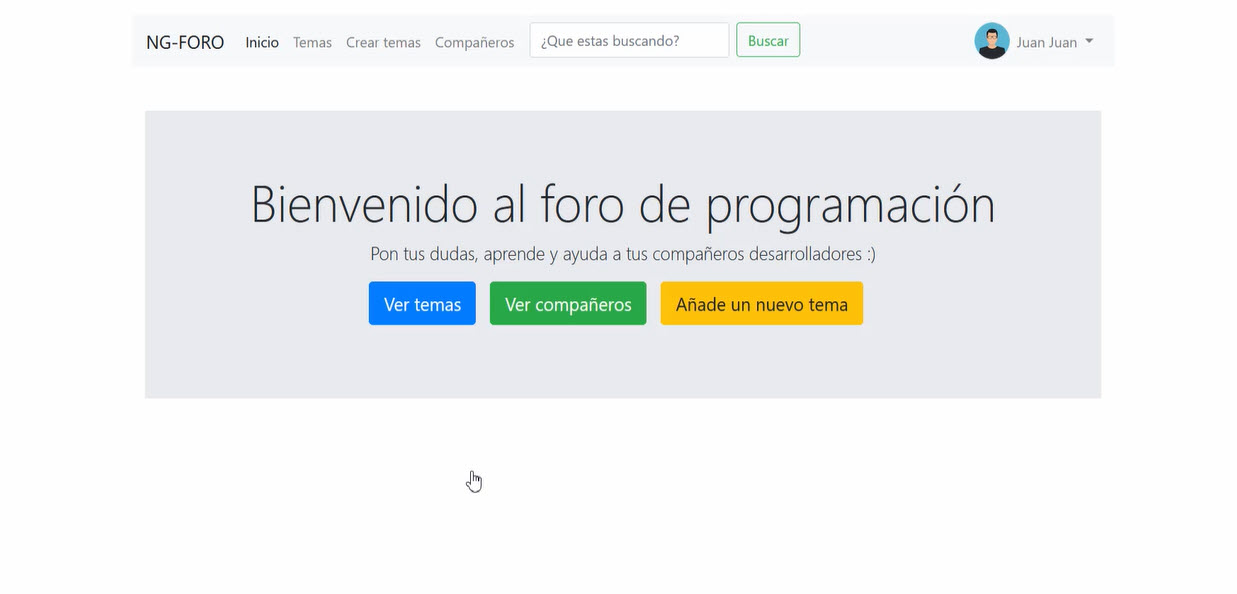 NG-FORO Inicio Temas Crear temas Compañeros ¿Que estas buscando? Buscar Juan Juan
Bienvenido al foro de programación
Pon tus dudas, aprende y ayuda a tus compañeros desarrolladores :)
Ver temas Ver compañeros Añade un nuevo tema